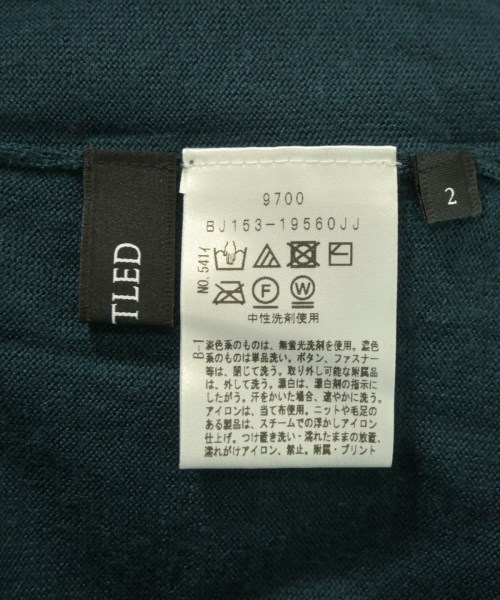 TLED
9700
BJ153-19560JJ
NO.5414
F
W
中性洗剤使用
B-1
淡色系のものは、無蛍光洗剤を使用。濃色
系のものは単品洗い。ボタン、ファスナー
等は、閉じて洗う。取り外し可能な附属品
は、外して洗う。漂白は、漂白剤の指示に
したがう。汗をかいた場合、速やかに洗う。
アイロンは、当て布使用。ニットや毛足の
ある製品は、スチームでの浮かしアイロン
仕上げ。つけ置き洗い・濡れたままの放置、
濡れがけアイロン、禁止。附属・プリント
2